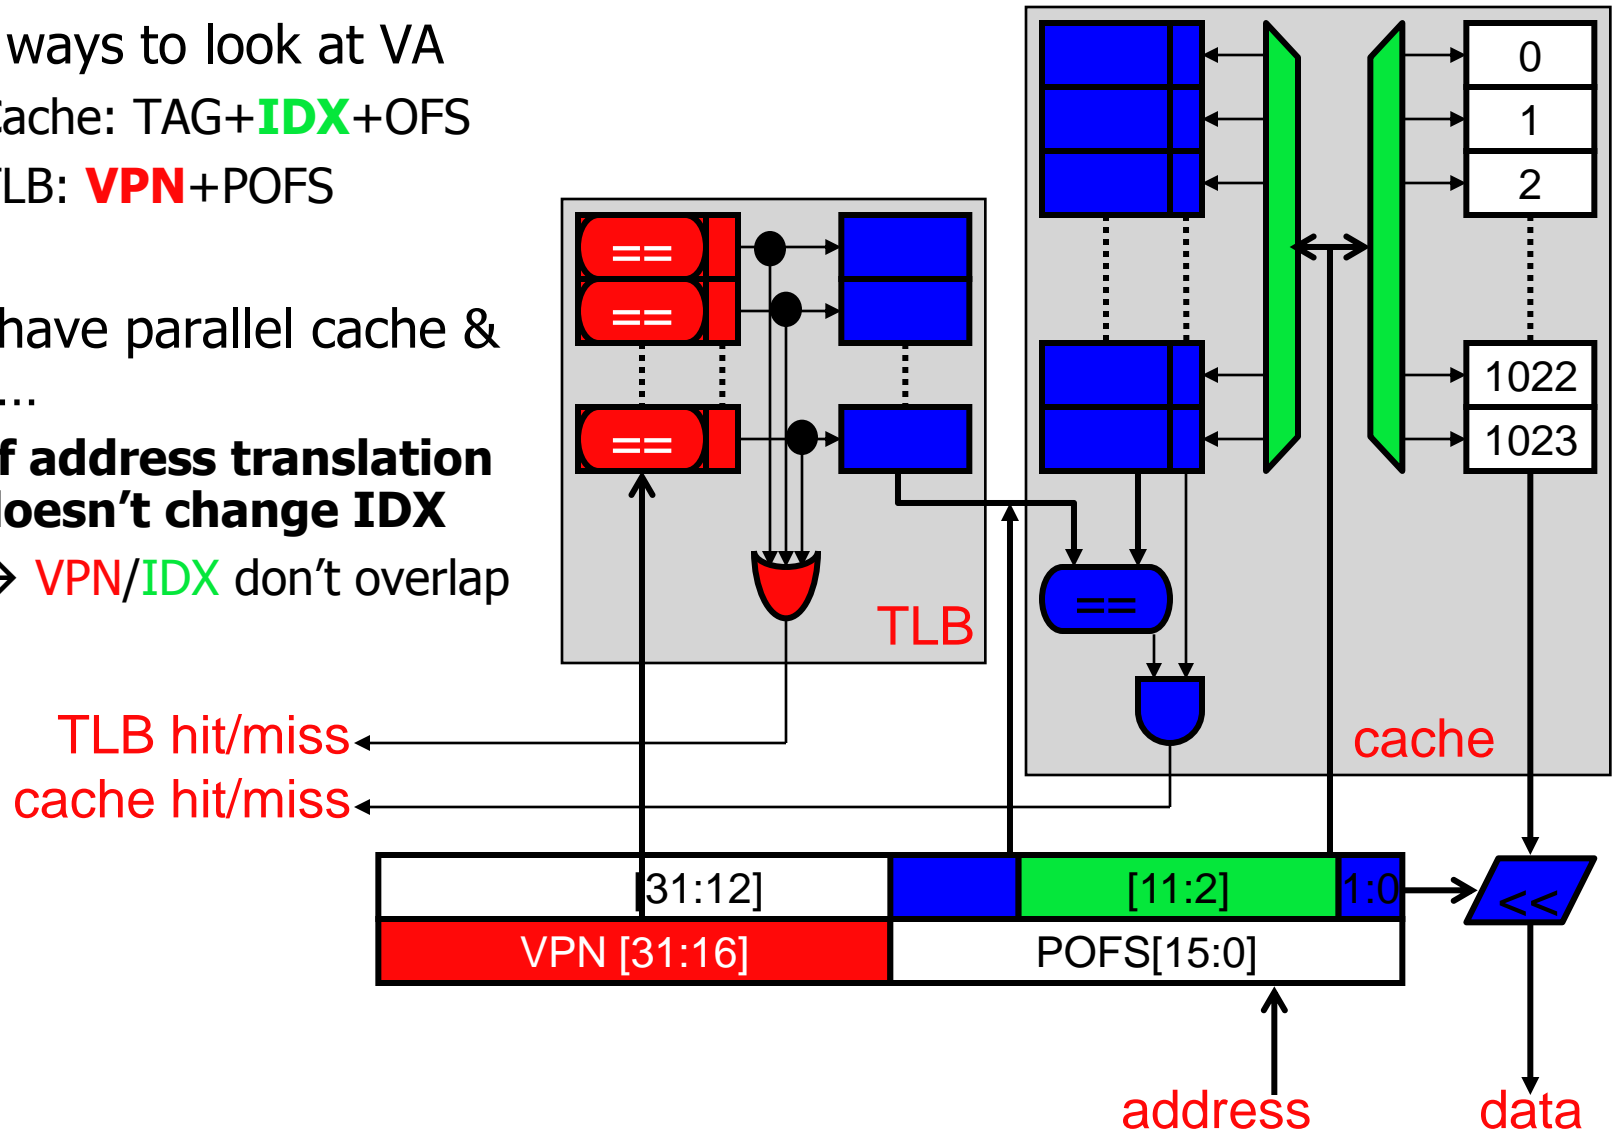 ways to look at VA
ache: TAG+IDX+OFS
LB: VPN+POFS
have parallel cache &
...
f address translation
oesn't change IDX
→ VPN/IDX don't overlap
0
1
2
1022
1023
==
==
==
==
TLB
cache
TLB hit/miss
cache hit/miss
[31:12]
[11:2]
1:0
<<
VPN [31:16]
POFS[15:0]
address
data